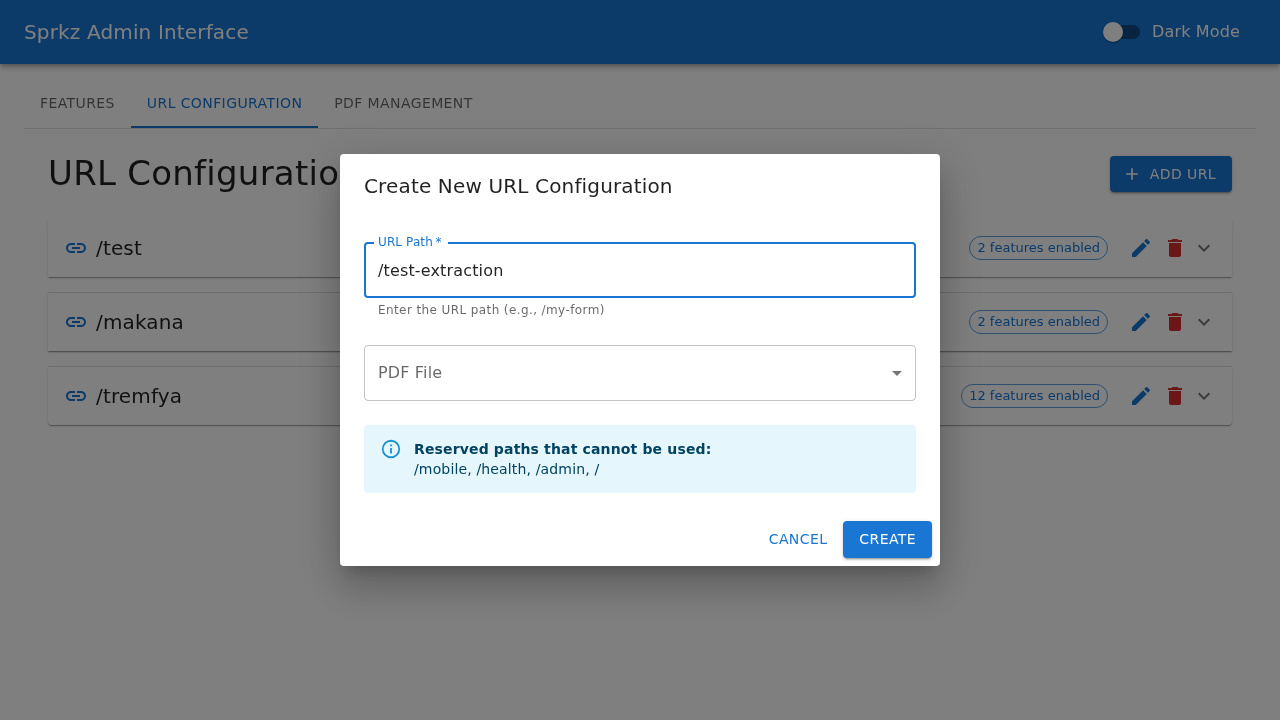 Sprkz Admin Interface
Dark Mode
FEATURES
URL CONFIGURATION
PDF MANAGEMENT
URL Configuratio
ADD URL
/test
2 features enabled
/makana
2 features enabled
/tremfya
12 features enabled
Create New URL Configuration
URL Path *
/test-extraction
Enter the URL path (e.g., /my-form)
PDF File
Reserved paths that cannot be used:
/mobile, /health, /admin, /
CANCEL
CREATE